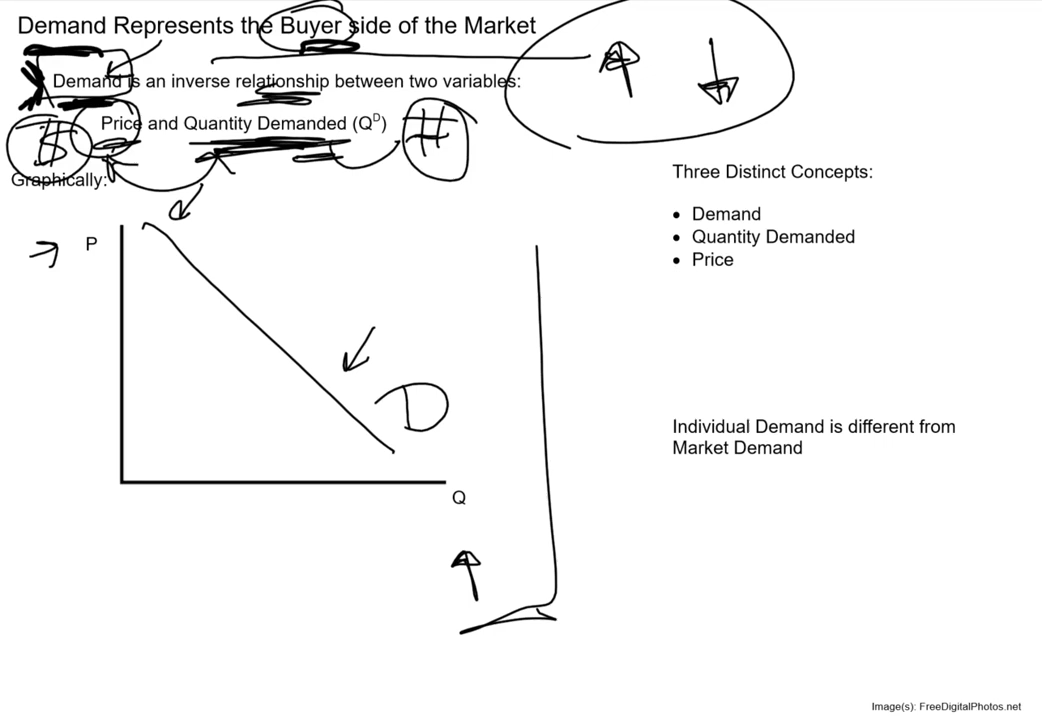 Demand Represents the Buyer side of the Market
Demand is an inverse relationship between two variables:
$ Price and Quantity Demanded (Qᴰ) #
Graphically:
P
D
Q
Three Distinct Concepts:
• Demand
• Quantity Demanded
• Price
Individual Demand is different from
Market Demand
Image(s): FreeDigitalPhotos.net